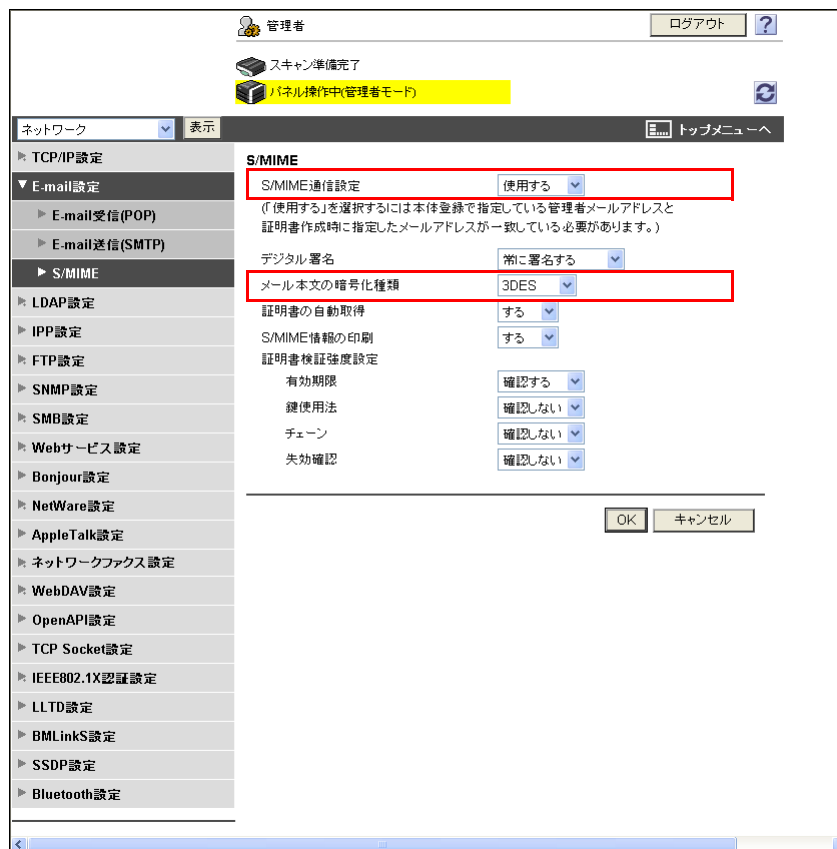 管理者
ログアウト
?
スキャン準備完了
パネル操作中(管理者モード)
ネットワーク
表示
トップメニューへ
TCP/IP設定
E-mail設定
E-mail受信(POP)
E-mail送信(SMTP)
S/MIME
LDAP設定
IPP設定
FTP設定
SNMP設定
SMB設定
Webサービス設定
Bonjour設定
NetWare設定
AppleTalk設定
ネットワークファクス設定
WebDAV設定
OpenAPI設定
TCP Socket設定
IEEE802.1X認証設定
LLTD設定
BMLinkS設定
SSDP設定
Bluetooth設定
S/MIME
S/MIME通信設定 使用する
(「使用する」を選択するには本体登録で指定している管理者メールアドレスと
証明書作成時に指定したメールアドレスが一致している必要があります。)
デジタル署名 常に署名する
メール本文の暗号化種類 3DES
証明書の自動取得 する
S/MIME情報の印刷 する
証明書検証強度設定
有効期限 確認する
鍵使用法 確認しない
チェーン 確認しない
失効確認 確認しない
OK キャンセル